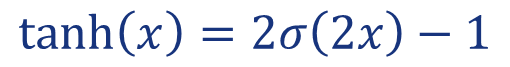 tanh(x) = 2σ(2x) − 1